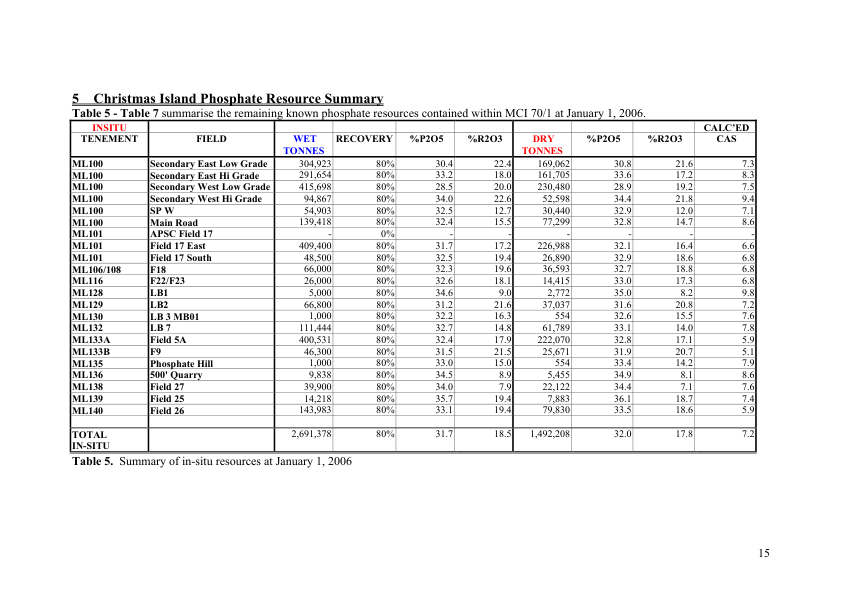 5 Christmas Island Phosphate Resource Summary
Table 5 - Table 7 summarise the remaining known phosphate resources contained within MCI 70/1 at January 1, 2006.
INSITU CALC'ED
TENEMENT FIELD WET RECOVERY %P2O5 %R2O3 DRY %P2O5 %R2O3 CAS
TONNES TONNES
ML100 Secondary East Low Grade 304,923 80% 30.4 22.4 169,062 30.8 21.6 7.3
ML100 Secondary East Hi Grade 291,654 80% 33.2 18.0 161,705 33.6 17.2 8.3
ML100 Secondary West Low Grade 415,698 80% 28.5 20.0 230,480 28.9 19.2 7.5
ML100 Secondary West Hi Grade 94,867 80% 34.0 22.6 52,598 34.4 21.8 9.4
ML100 SP W 54,903 80% 32.5 12.7 30,440 32.9 12.0 7.1
ML100 Main Road 139,418 80% 32.4 15.5 77,299 32.8 14.7 8.6
ML101 APSC Field 17 - 0% - - - - - -
ML101 Field 17 East 409,400 80% 31.7 17.2 226,988 32.1 16.4 6.6
ML101 Field 17 South 48,500 80% 32.5 19.4 26,890 32.9 18.6 6.8
ML106/108 F18 66,000 80% 32.3 19.6 36,593 32.7 18.8 6.8
ML116 F22/F23 26,000 80% 32.6 18.1 14,415 33.0 17.3 6.8
ML128 LB1 5,000 80% 34.6 9.0 2,772 35.0 8.2 9.8
ML129 LB2 66,800 80% 31.2 21.6 37,037 31.6 20.8 7.2
ML130 LB 3 MB01 1,000 80% 32.2 16.3 554 32.6 15.5 7.6
ML132 LB 7 111,444 80% 32.7 14.8 61,789 33.1 14.0 7.8
ML133A Field 5A 400,531 80% 32.4 17.9 222,070 32.8 17.1 5.9
ML133B F9 46,300 80% 31.5 21.5 25,671 31.9 20.7 5.1
ML135 Phosphate Hill 1,000 80% 33.0 15.0 554 33.4 14.2 7.9
ML136 500' Quarry 9,838 80% 34.5 8.9 5,455 34.9 8.1 8.6
ML138 Field 27 39,900 80% 34.0 7.9 22,122 34.4 7.1 7.6
ML139 Field 25 14,218 80% 35.7 19.4 7,883 36.1 18.7 7.4
ML140 Field 26 143,983 80% 33.1 19.4 79,830 33.5 18.6 5.9
TOTAL 2,691,378 80% 31.7 18.5 1,492,208 32.0 17.8 7.2
IN-SITU
Table 5. Summary of in-situ resources at January 1, 2006
15